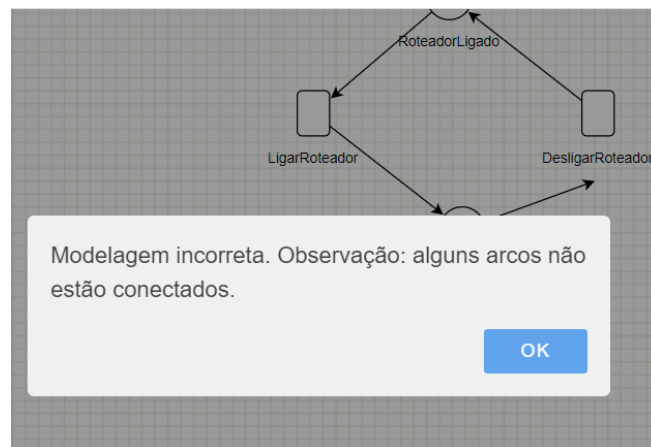 RoteadorLigado
LigarRoteador
DesligarRoteador
Modelagem incorreta. Observação: alguns arcos não
estão conectados.
OK